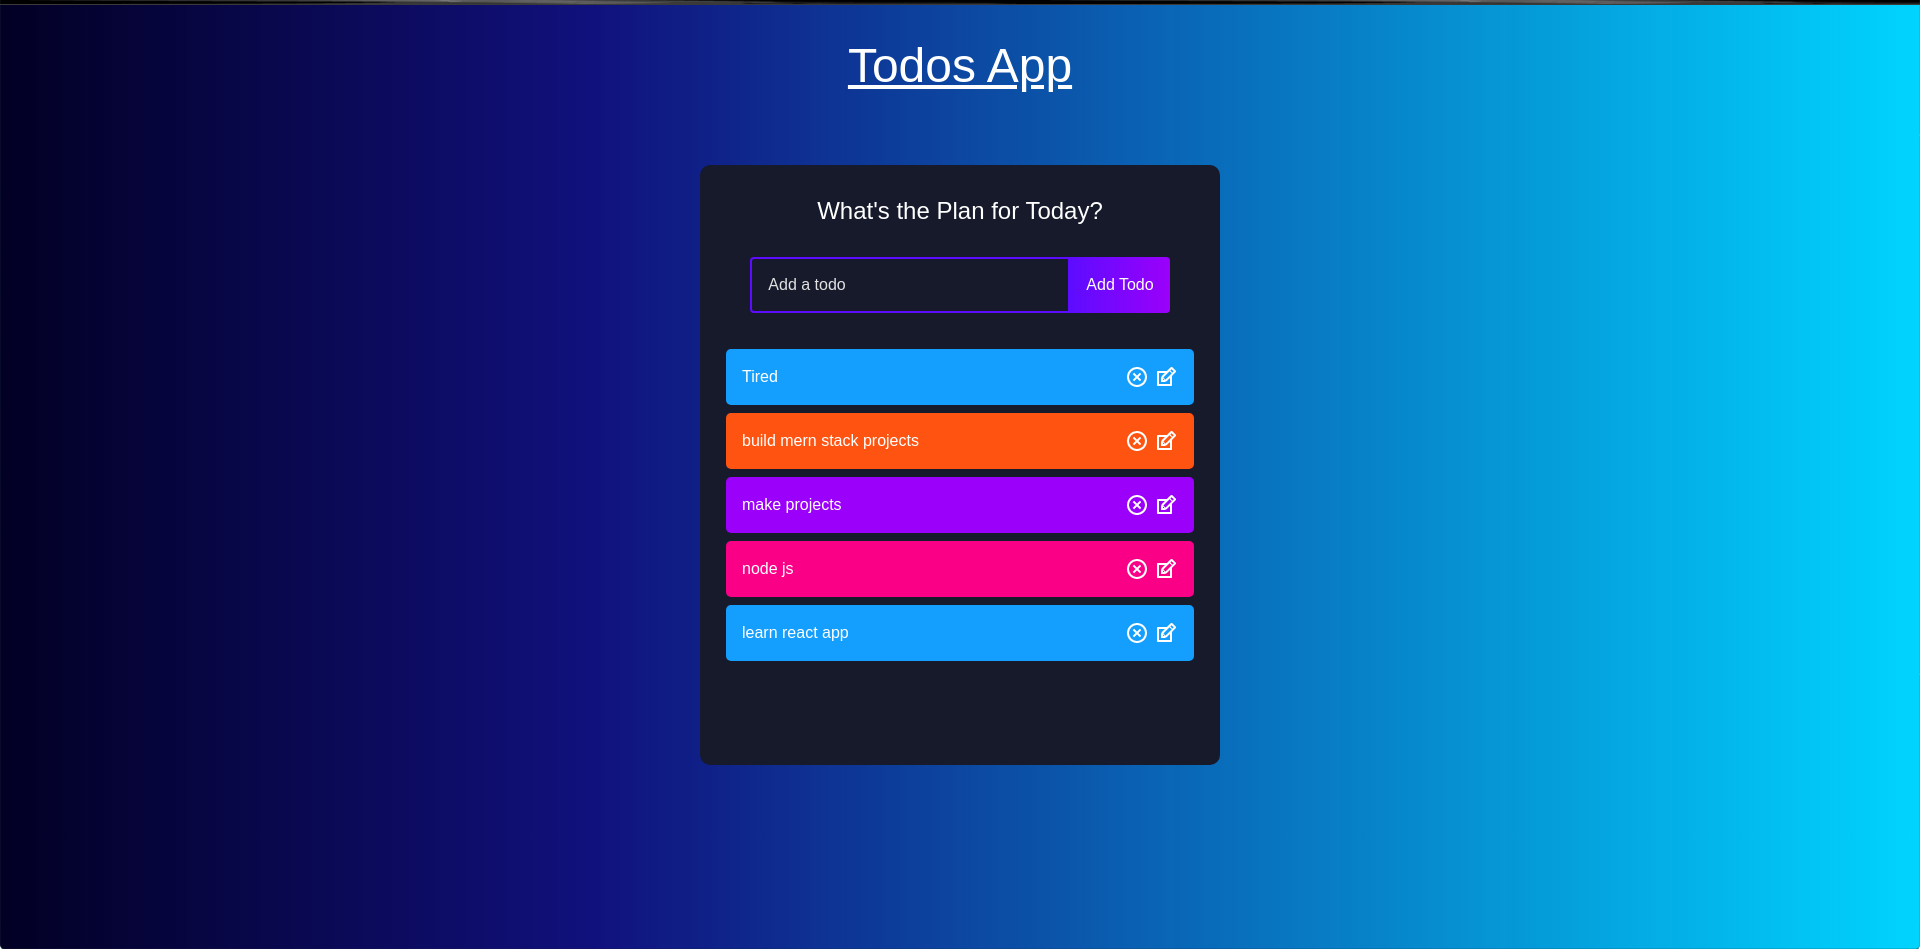 Todos App
What's the Plan for Today?
Add a todo
Add Todo
Tired
build mern stack projects
make projects
node js
learn react app